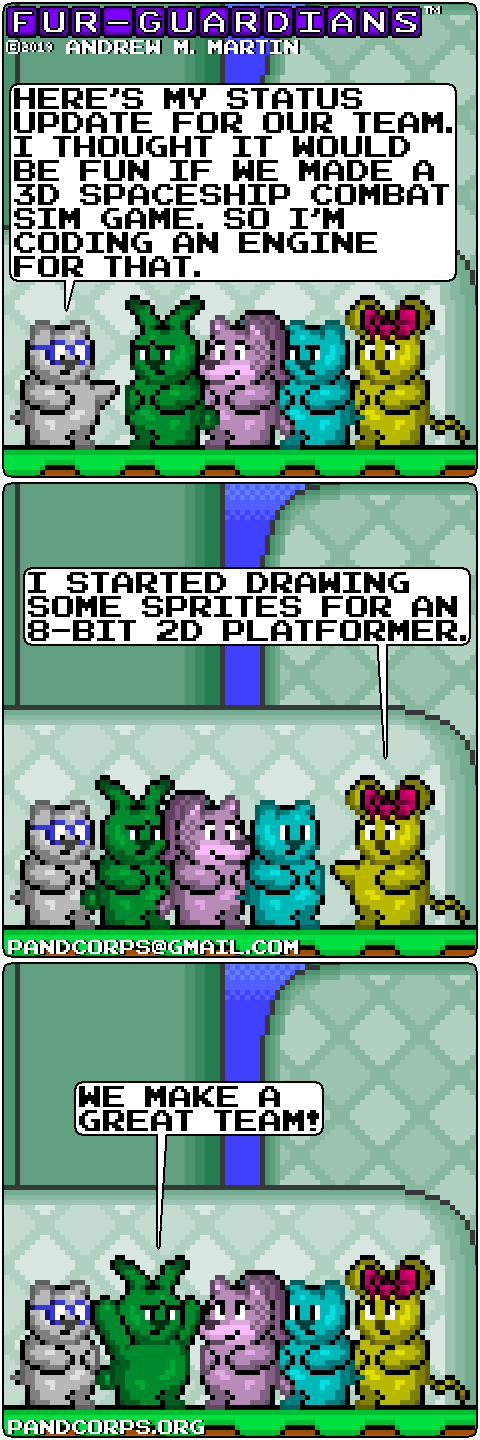 FUR-GUARDIANS™
©2019 ANDREW M. MARTIN
HERE'S MY STATUS
UPDATE FOR OUR TEAM.
I THOUGHT IT WOULD
BE FUN IF WE MADE A
3D SPACESHIP COMBAT
SIM GAME. SO I'M
CODING AN ENGINE
FOR THAT.
I STARTED DRAWING
SOME SPRITES FOR AN
8-BIT 2D PLATFORMER.
PANDCORPS@GMAIL.COM
WE MAKE A
GREAT TEAM!
PANDCORPS.ORG